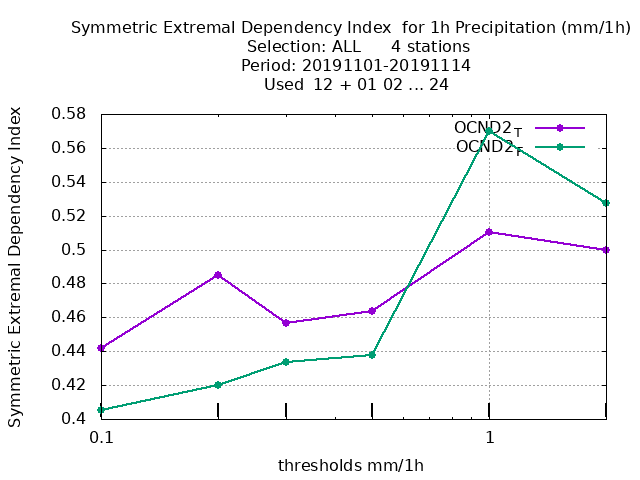 Symmetric Extremal Dependency Index  for 1h Precipitation (mm/1h)
Selection: ALL      4 stations
Period: 20191101-20191114
Used  12 + 01 02 ... 24
Symmetric Extremal Dependency Index
0.58
0.56
0.54
0.52
0.5
0.48
0.46
0.44
0.42
0.4
OCND2T
OCND2F
0.1
1
thresholds mm/1h